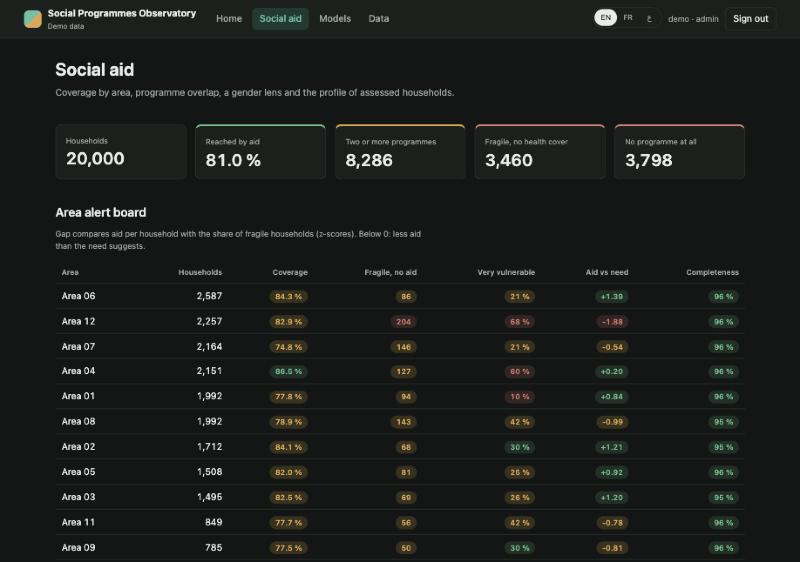 Social Programmes Observatory
Demo data
Home Social aid Models Data
EN FR ع demo · admin Sign out
Social aid
Coverage by area, programme overlap, a gender lens and the profile of assessed households.
Households Reached by aid Two or more programmes Fragile, no health cover No programme at all
20,000 81.0 % 8,286 3,460 3,798
Area alert board
Gap compares aid per household with the share of fragile households (z-scores). Below 0: less aid
than the need suggests.
Area Households Coverage Fragile, no aid Very vulnerable Aid vs need Completeness
Area 06 2,587 84.3 % 86 21 % +1.39 96 %
Area 12 2,257 82.9 % 204 68 % -1.88 96 %
Area 07 2,164 74.8 % 146 21 % -0.54 96 %
Area 04 2,151 86.5 % 127 60 % +0.20 96 %
Area 01 1,992 77.8 % 94 10 % +0.84 96 %
Area 08 1,992 78.9 % 143 42 % -0.99 95 %
Area 02 1,712 84.1 % 68 30 % +1.21 95 %
Area 05 1,508 82.0 % 81 25 % +0.92 96 %
Area 03 1,495 82.5 % 69 26 % +1.20 95 %
Area 11 849 77.7 % 56 42 % -0.78 96 %
Area 09 785 77.5 % 50 30 % -0.81 96 %